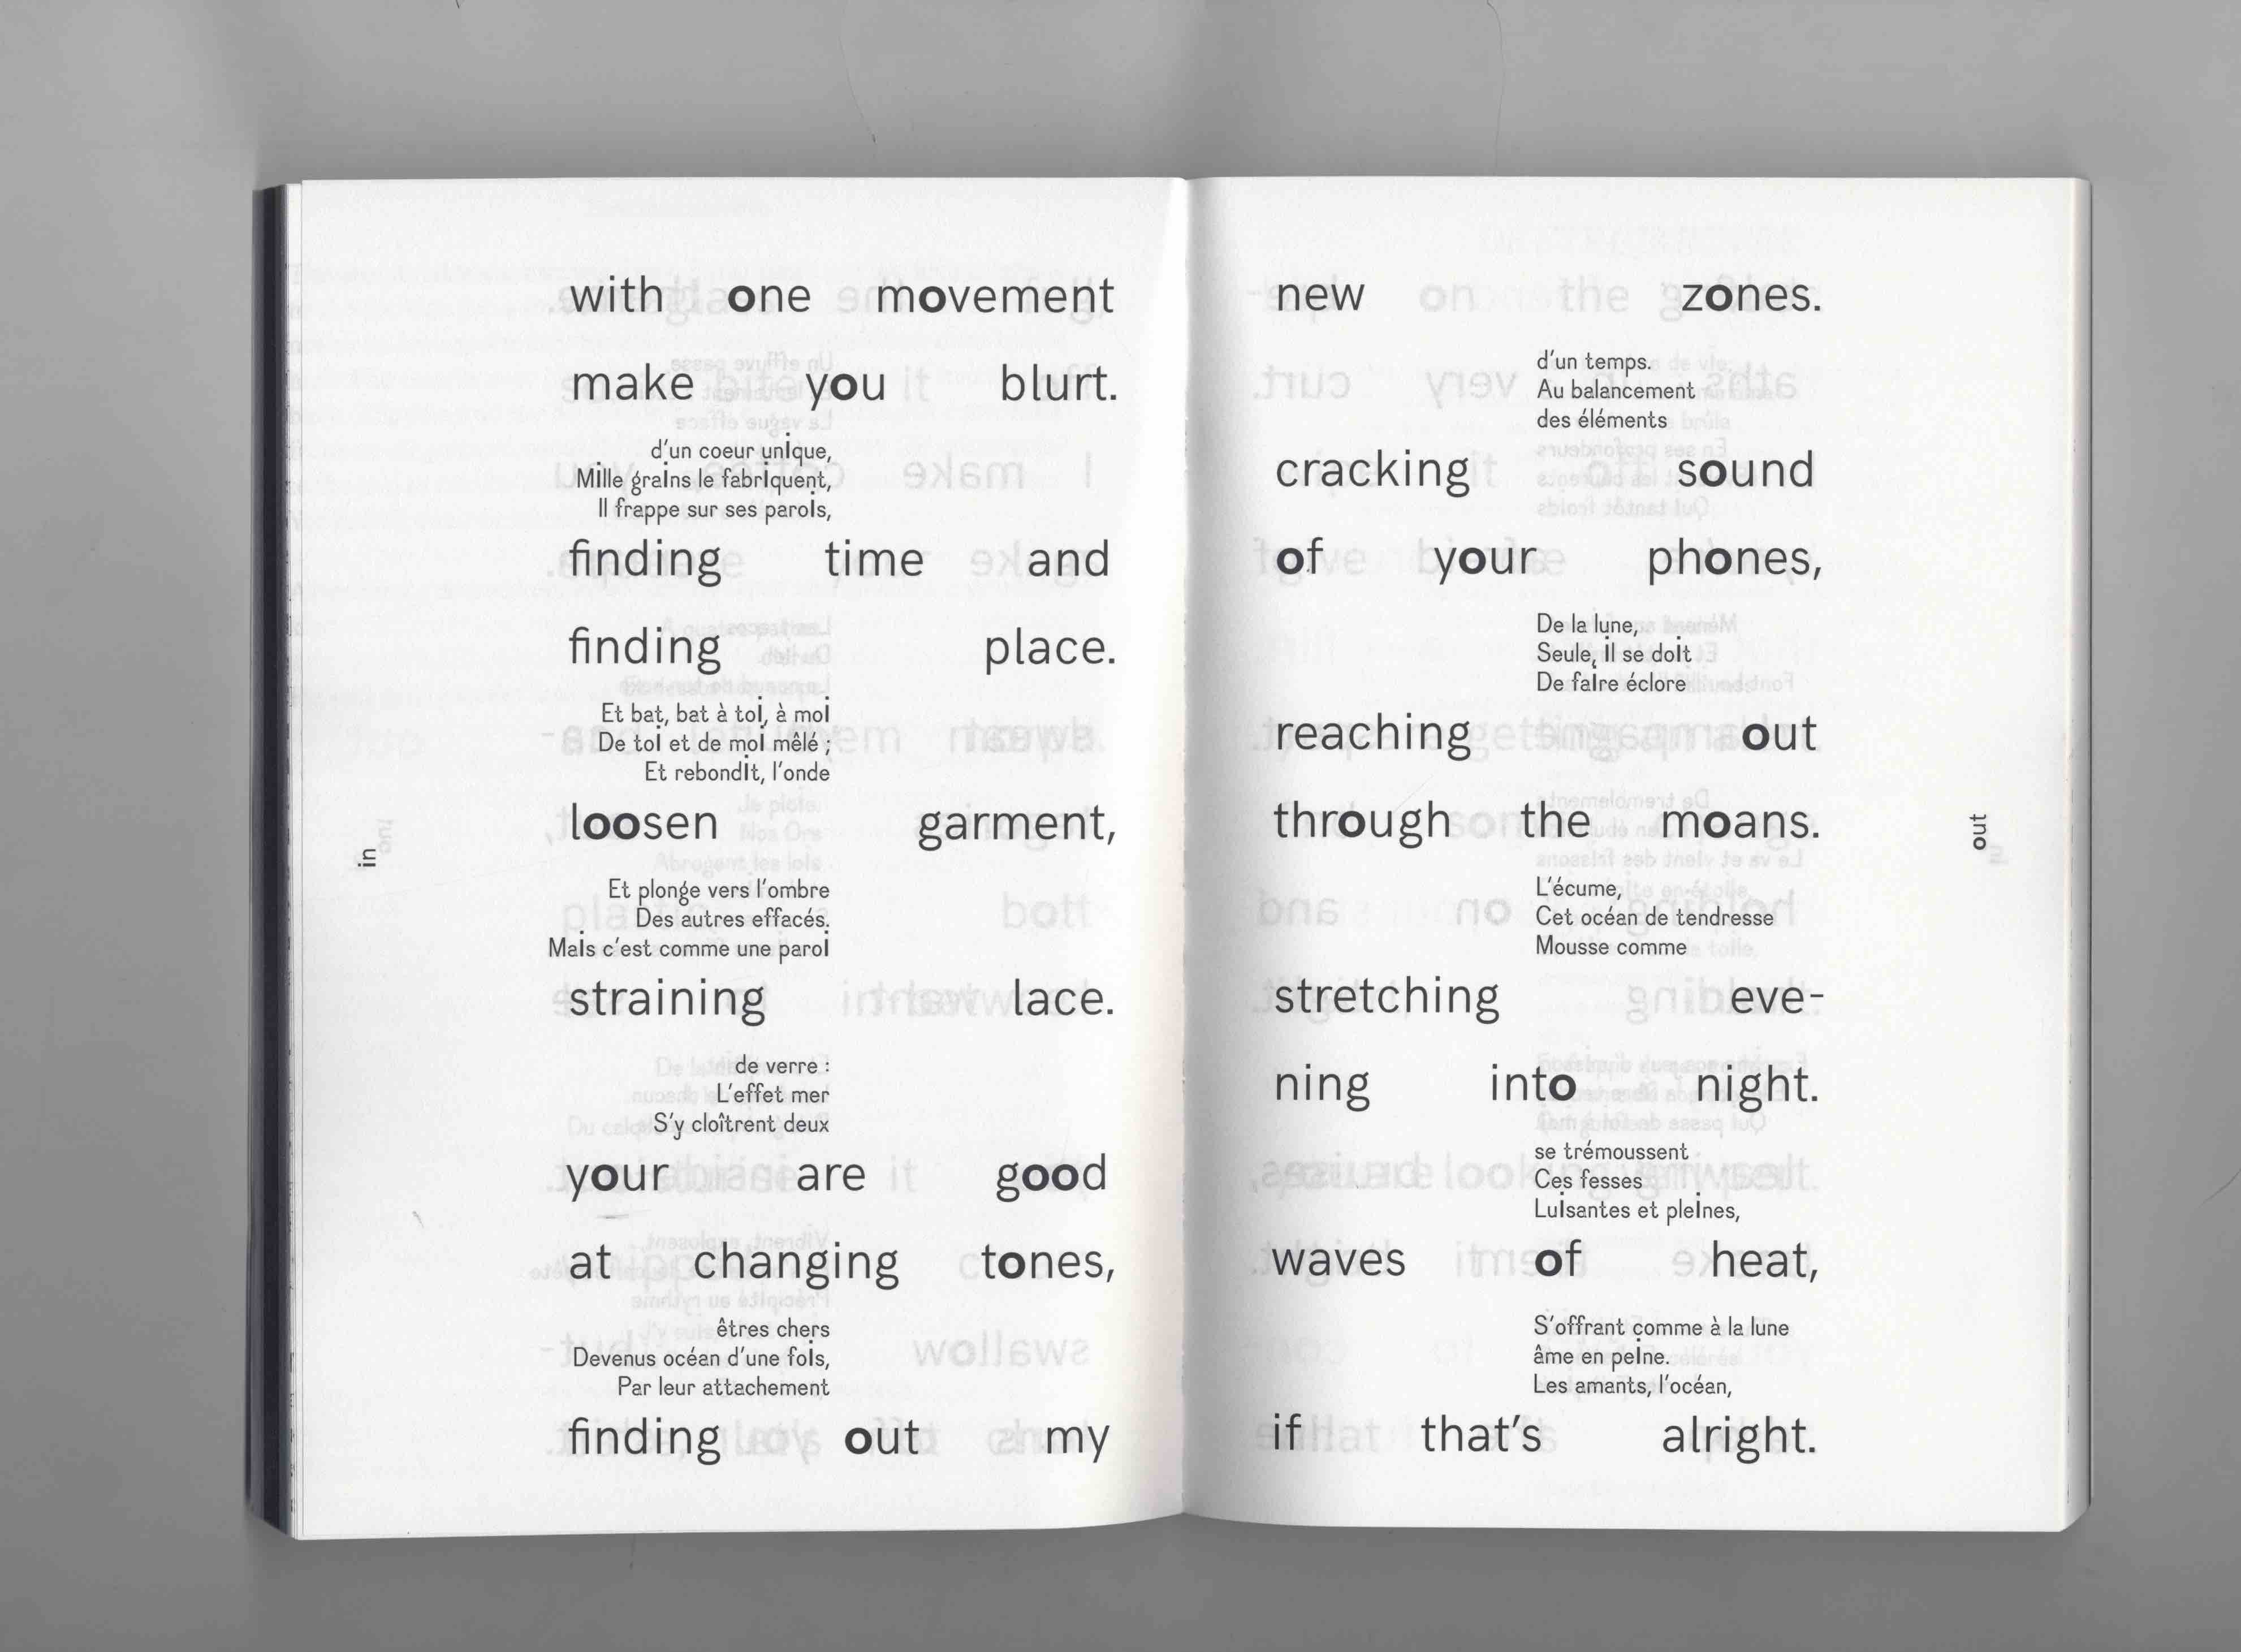 with one movement
make you blurt.
d'un coeur unique,
Mille grains le fabriquent,
Il frappe sur ses parois,
finding time and
finding place.
Et bat, bat à toi, à moi
De toi et de moi mêlé ;
Et rebondit, l'onde
loosen garment,
in
Et plonge vers l'ombre
Des autres effacés.
Mais c'est comme une paroi
straining lace.
de verre :
L'effet mer
S'y cloîtrent deux
your are good
at changing tones,
êtres chers
Devenus océan d'une fois,
Par leur attachement
finding out my
new zones.
d'un temps.
Au balancement
des éléments
cracking sound
of your phones,
De la lune,
Seule, il se doit
De faire éclore
reaching out
through the moans.
out
L'écume,
Cet océan de tendresse
Mousse comme
stretching eve-
ning into night.
se trémoussent
Ces fesses
Luisantes et pleines,
waves of heat,
S'offrant comme à la lune
âme en peine.
Les amants, l'océan,
if that's alright.